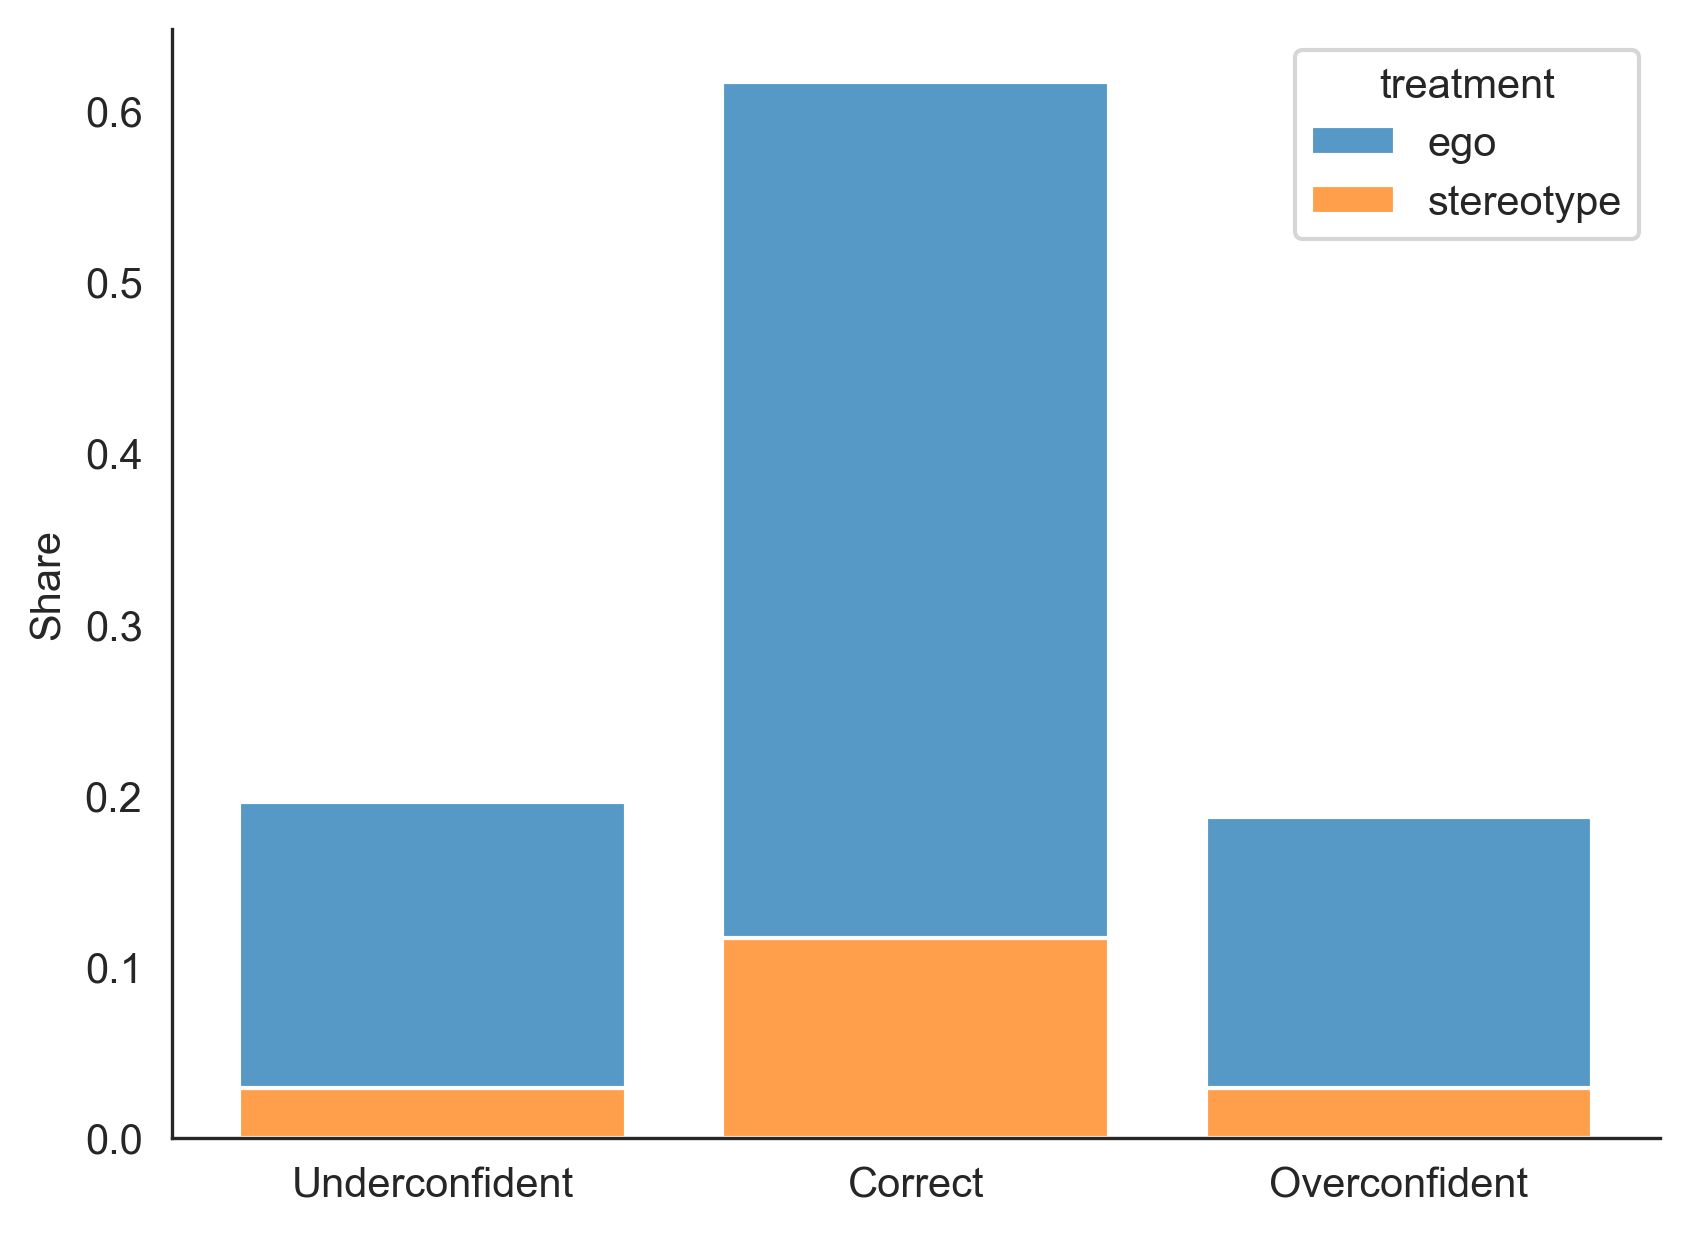 treatment
ego
stereotype
Share
0.6
0.5
0.4
0.3
0.2
0.1
0.0
Underconfident
Correct
Overconfident